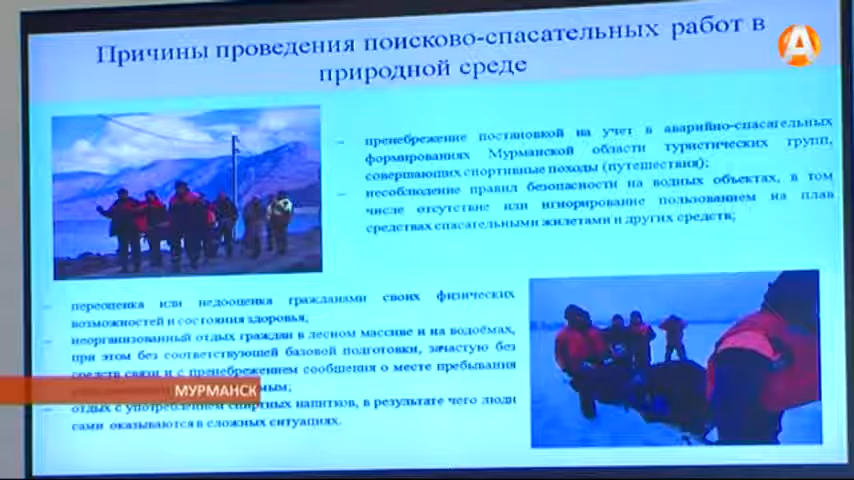 Причины проведения поисково-спасательных работ в
природной среде
А
– пренебрежение постановкой на учет в аварийно-спасательных
формированиях Мурманской области туристических групп,
совершающих спортивные походы (путешествия);
– несоблюдение правил безопасности на водных объектах, в том
числе отсутствие или игнорирование пользованием на плав
средствах спасательными жилетами и других средств;
– переоценка или недооценка гражданами своих физических
возможностей и состояния здоровья;
– неорганизованный отдых граждан в лесном массиве и на водоёмах,
при этом без соответствующей базовой подготовки, зачастую без
средств связи и с пренебрежением сообщения о месте пребывания
мым;
МУРМАНСК
– отдых с употреблением спиртных напитков, в результате чего люди
сами оказываются в сложных ситуациях.